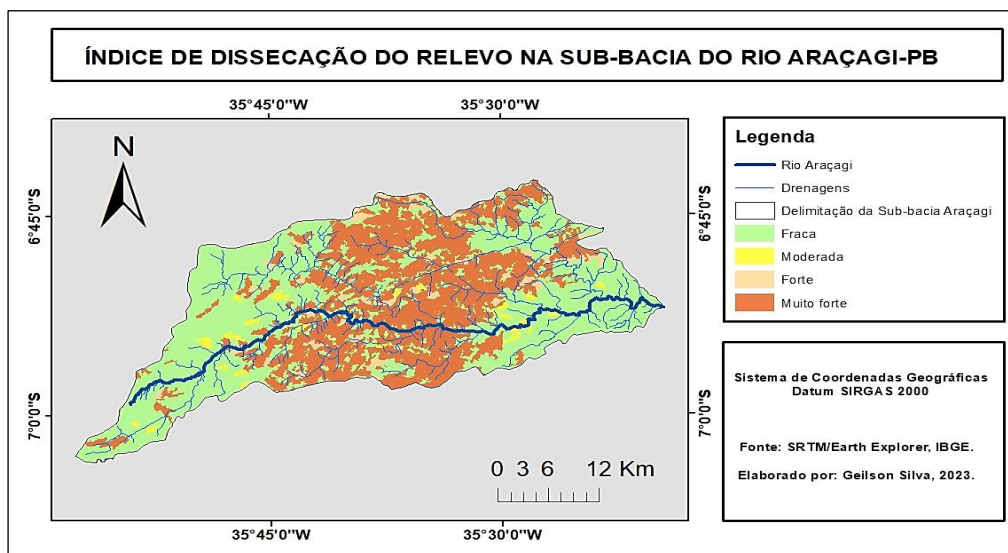 ÍNDICE DE DISSECAÇÃO DO RELEVO NA SUB-BACIA DO RIO ARAÇAGI-PB
35°45'0"W
35°30'0"W
N
6°45'0"S
6°45'0"S
7°0'0"S
7°0'0"S
0 3 6 12 Km
35°45'0"W
35°30'0"W
Legenda
Rio Araçagi
Drenagens
Delimitação da Sub-bacia Araçagi
Fraca
Moderada
Forte
Muito forte
Sistema de Coordenadas Geográficas
Datum SIRGAS 2000
Fonte: SRTM/Earth Explorer, IBGE.
Elaborado por: Geilson Silva, 2023.